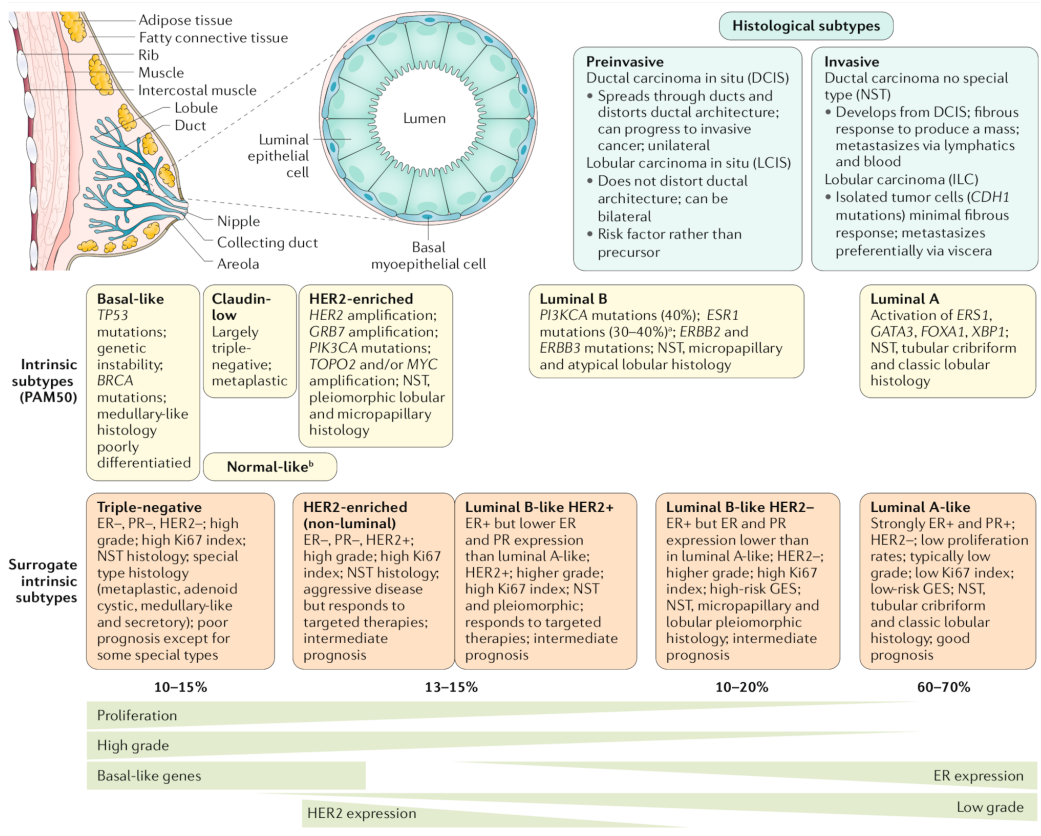 Adipose tissue
Fatty connective tissue
Rib
Muscle
Intercostal muscle
Lobule
Duct
Nipple
Collecting duct
Areola
Luminal
epithelial
cell
Lumen
Basal
myoepithelial cell
Histological subtypes
Preinvasive
Ductal carcinoma in situ (DCIS)
• Spreads through ducts and
distorts ductal architecture;
can progress to invasive
cancer; unilateral
Lobular carcinoma in situ (LCIS)
• Does not distort ductal
architecture; can be
bilateral
• Risk factor rather than
precursor
Invasive
Ductal carcinoma no special
type (NST)
• Develops from DCIS; fibrous
response to produce a mass;
metastasizes via lymphatics
and blood
Lobular carcinoma (ILC)
• Isolated tumor cells (CDH1
mutations) minimal fibrous
response; metastasizes
preferentially via viscera
Intrinsic
subtypes
(PAM50)
Basal-like
TP53
mutations;
genetic
instability;
BRCA
mutations;
medullary-like
histology
poorly
differentiatied
Claudin-
low
Largely
triple-
negative;
metaplastic
HER2-enriched
HER2 amplification;
GRB7 amplification;
PIK3CA mutations;
TOPO2 and/or MYC
amplification; NST,
pleiomorphic lobular
and micropapillary
histology
Normal-likeᵇ
Luminal B
PI3KCA mutations (40%); ESR1
mutations (30–40%)ᵃ; ERBB2 and
ERBB3 mutations; NST, micropapillary
and atypical lobular histology
Luminal A
Activation of ERS1,
GATA3, FOXA1, XBP1;
NST, tubular cribriform
and classic lobular
histology
Surrogate
intrinsic
subtypes
Triple-negative
ER–, PR–, HER2–; high
grade; high Ki67 index;
NST histology; special
type histology
(metaplastic, adenoid
cystic, medullary-like
and secretory); poor
prognosis except for
some special types
HER2-enriched
(non-luminal)
ER–, PR–, HER2+;
high grade; high Ki67
index; NST histology;
aggressive disease
but responds to
targeted therapies;
intermediate
prognosis
Luminal B-like HER2+
ER+ but lower ER
and PR expression
than luminal A-like;
HER2+; higher grade;
high Ki67 index; NST
and pleiomorphic;
responds to targeted
therapies; intermediate
prognosis
Luminal B-like HER2–
ER+ but ER and PR
expression lower than
in luminal A-like; HER2–;
higher grade; high Ki67
index; high-risk GES;
NST, micropapillary and
lobular pleiomorphic
histology; intermediate
prognosis
Luminal A-like
Strongly ER+ and PR+;
HER2–; low proliferation
rates; typically low
grade; low Ki67 index;
low-risk GES; NST,
tubular cribriform
and classic lobular
histology; good
prognosis
10–15%
13–15%
10–20%
60–70%
Proliferation
High grade
Basal-like genes
ER expression
HER2 expression
Low grade